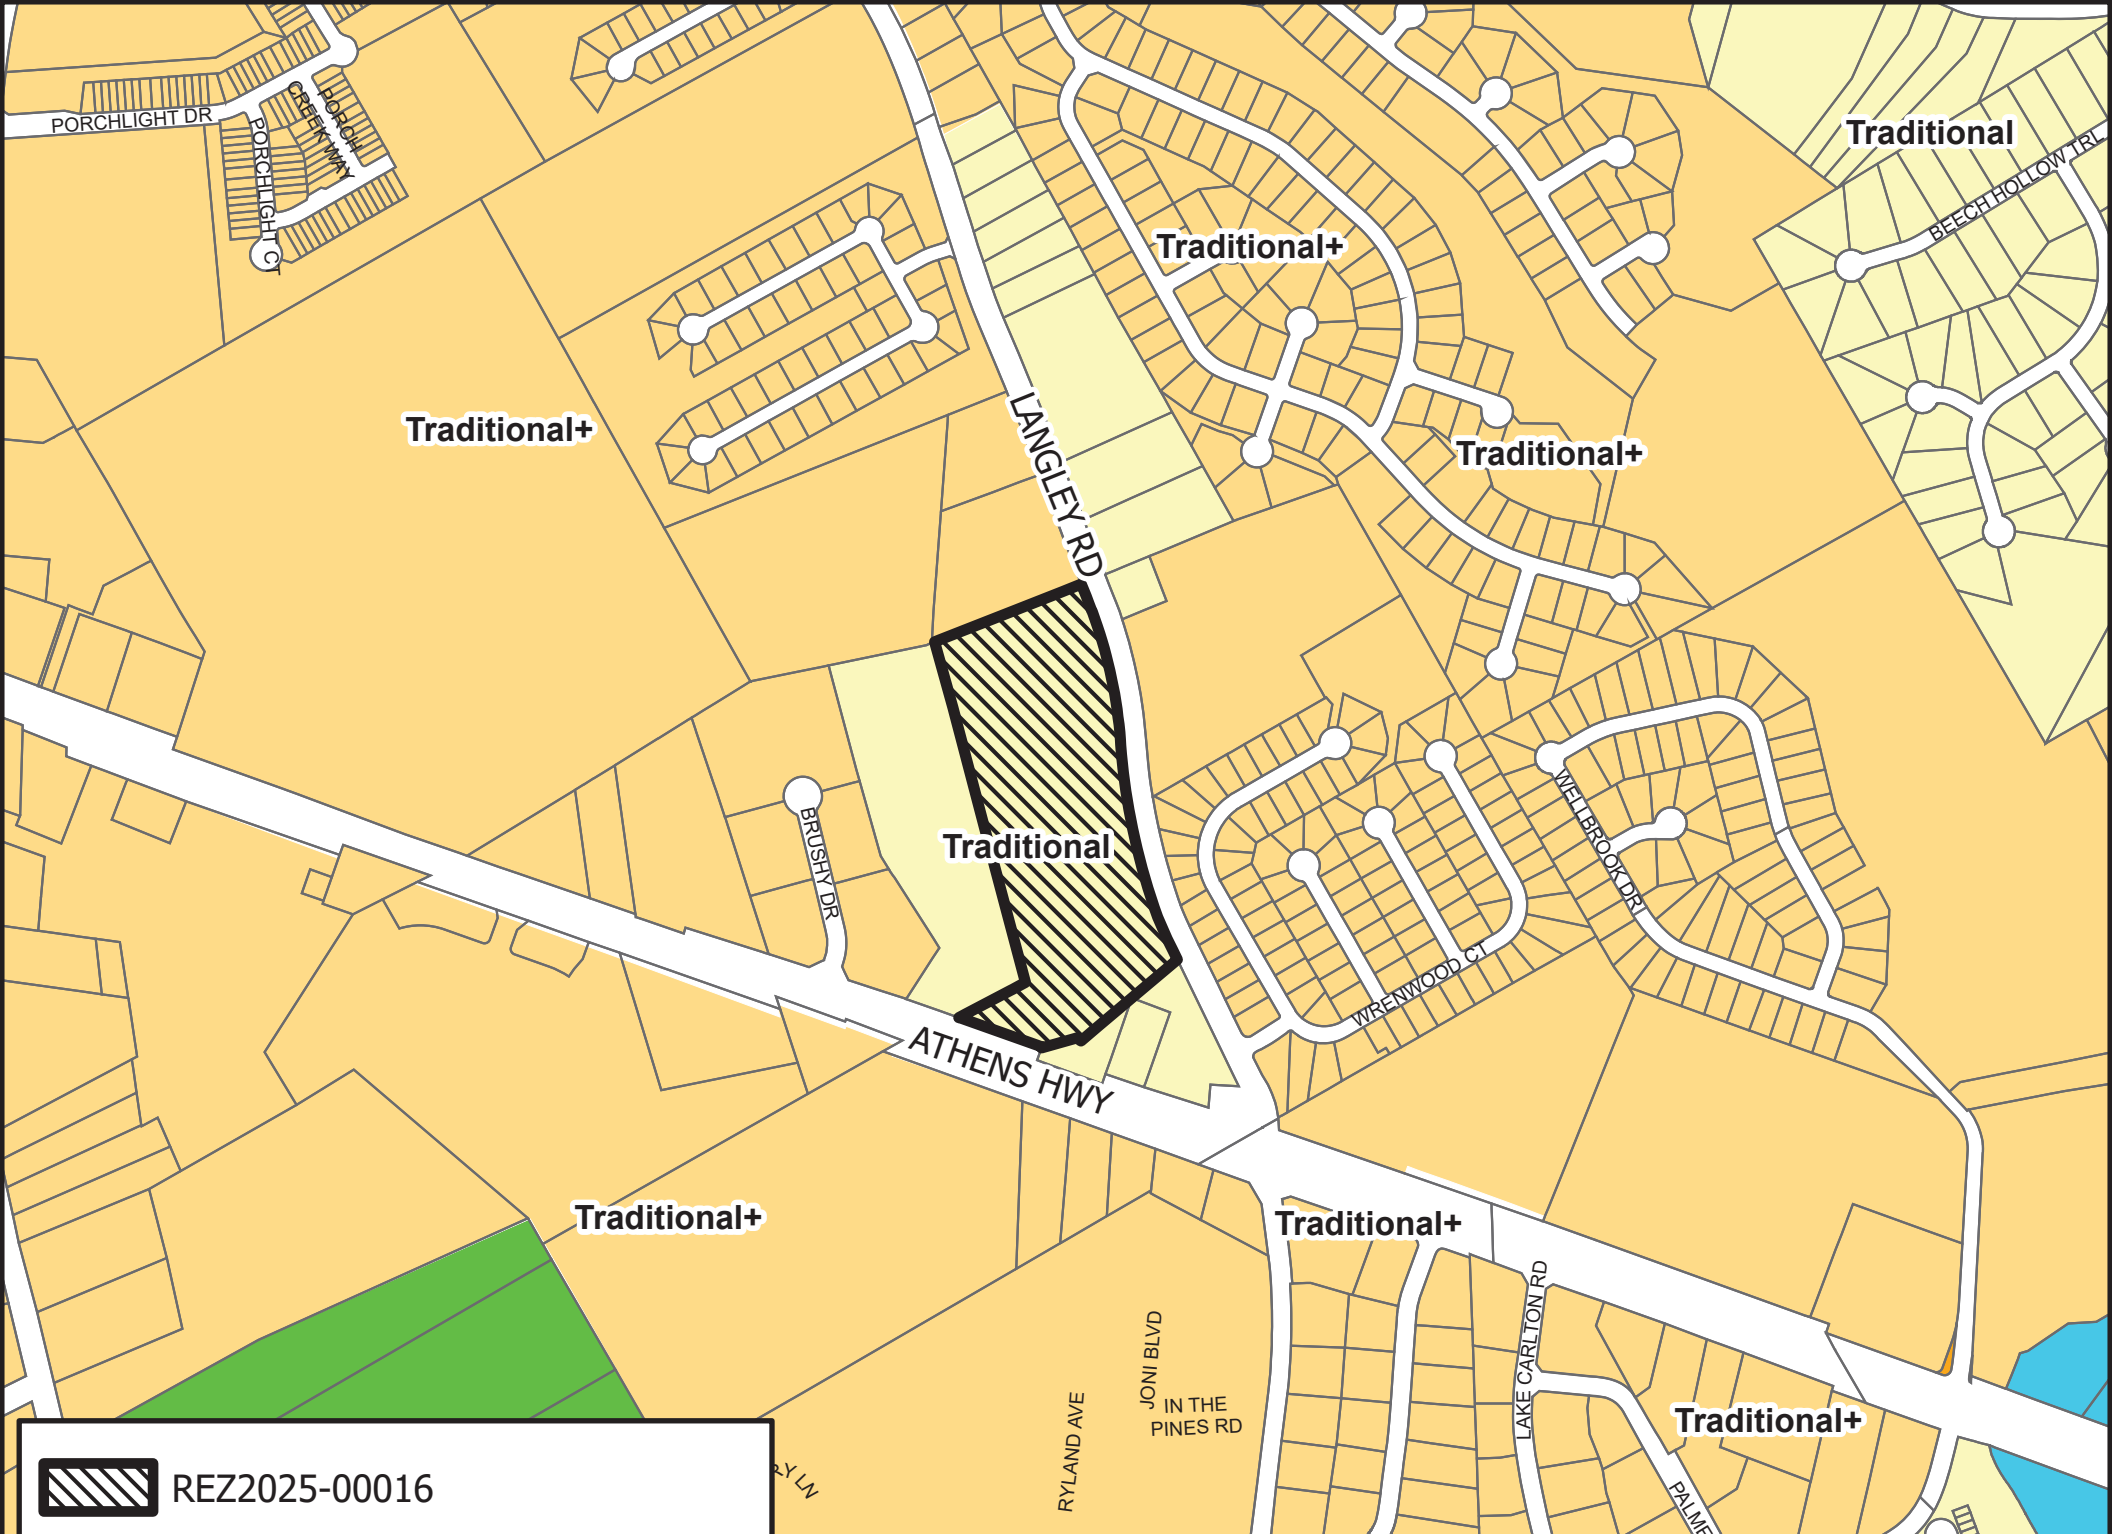 PORCHLIGHT DR
PORCH
CREEK WAY
PORCHLIGHT CT
Traditional
BEECH HOLLOW TRL
Traditional+
Traditional+
LANGLEY RD
Traditional+
Traditional
BRUSHY DR
WELLBROOK DR
WRENWOOD CT
ATHENS HWY
Traditional+
Traditional+
LAKE CARLTON RD
JONI BLVD
RYLAND AVE
IN THE
PINES RD
Traditional+
REZ2025-00016
LN
PALME